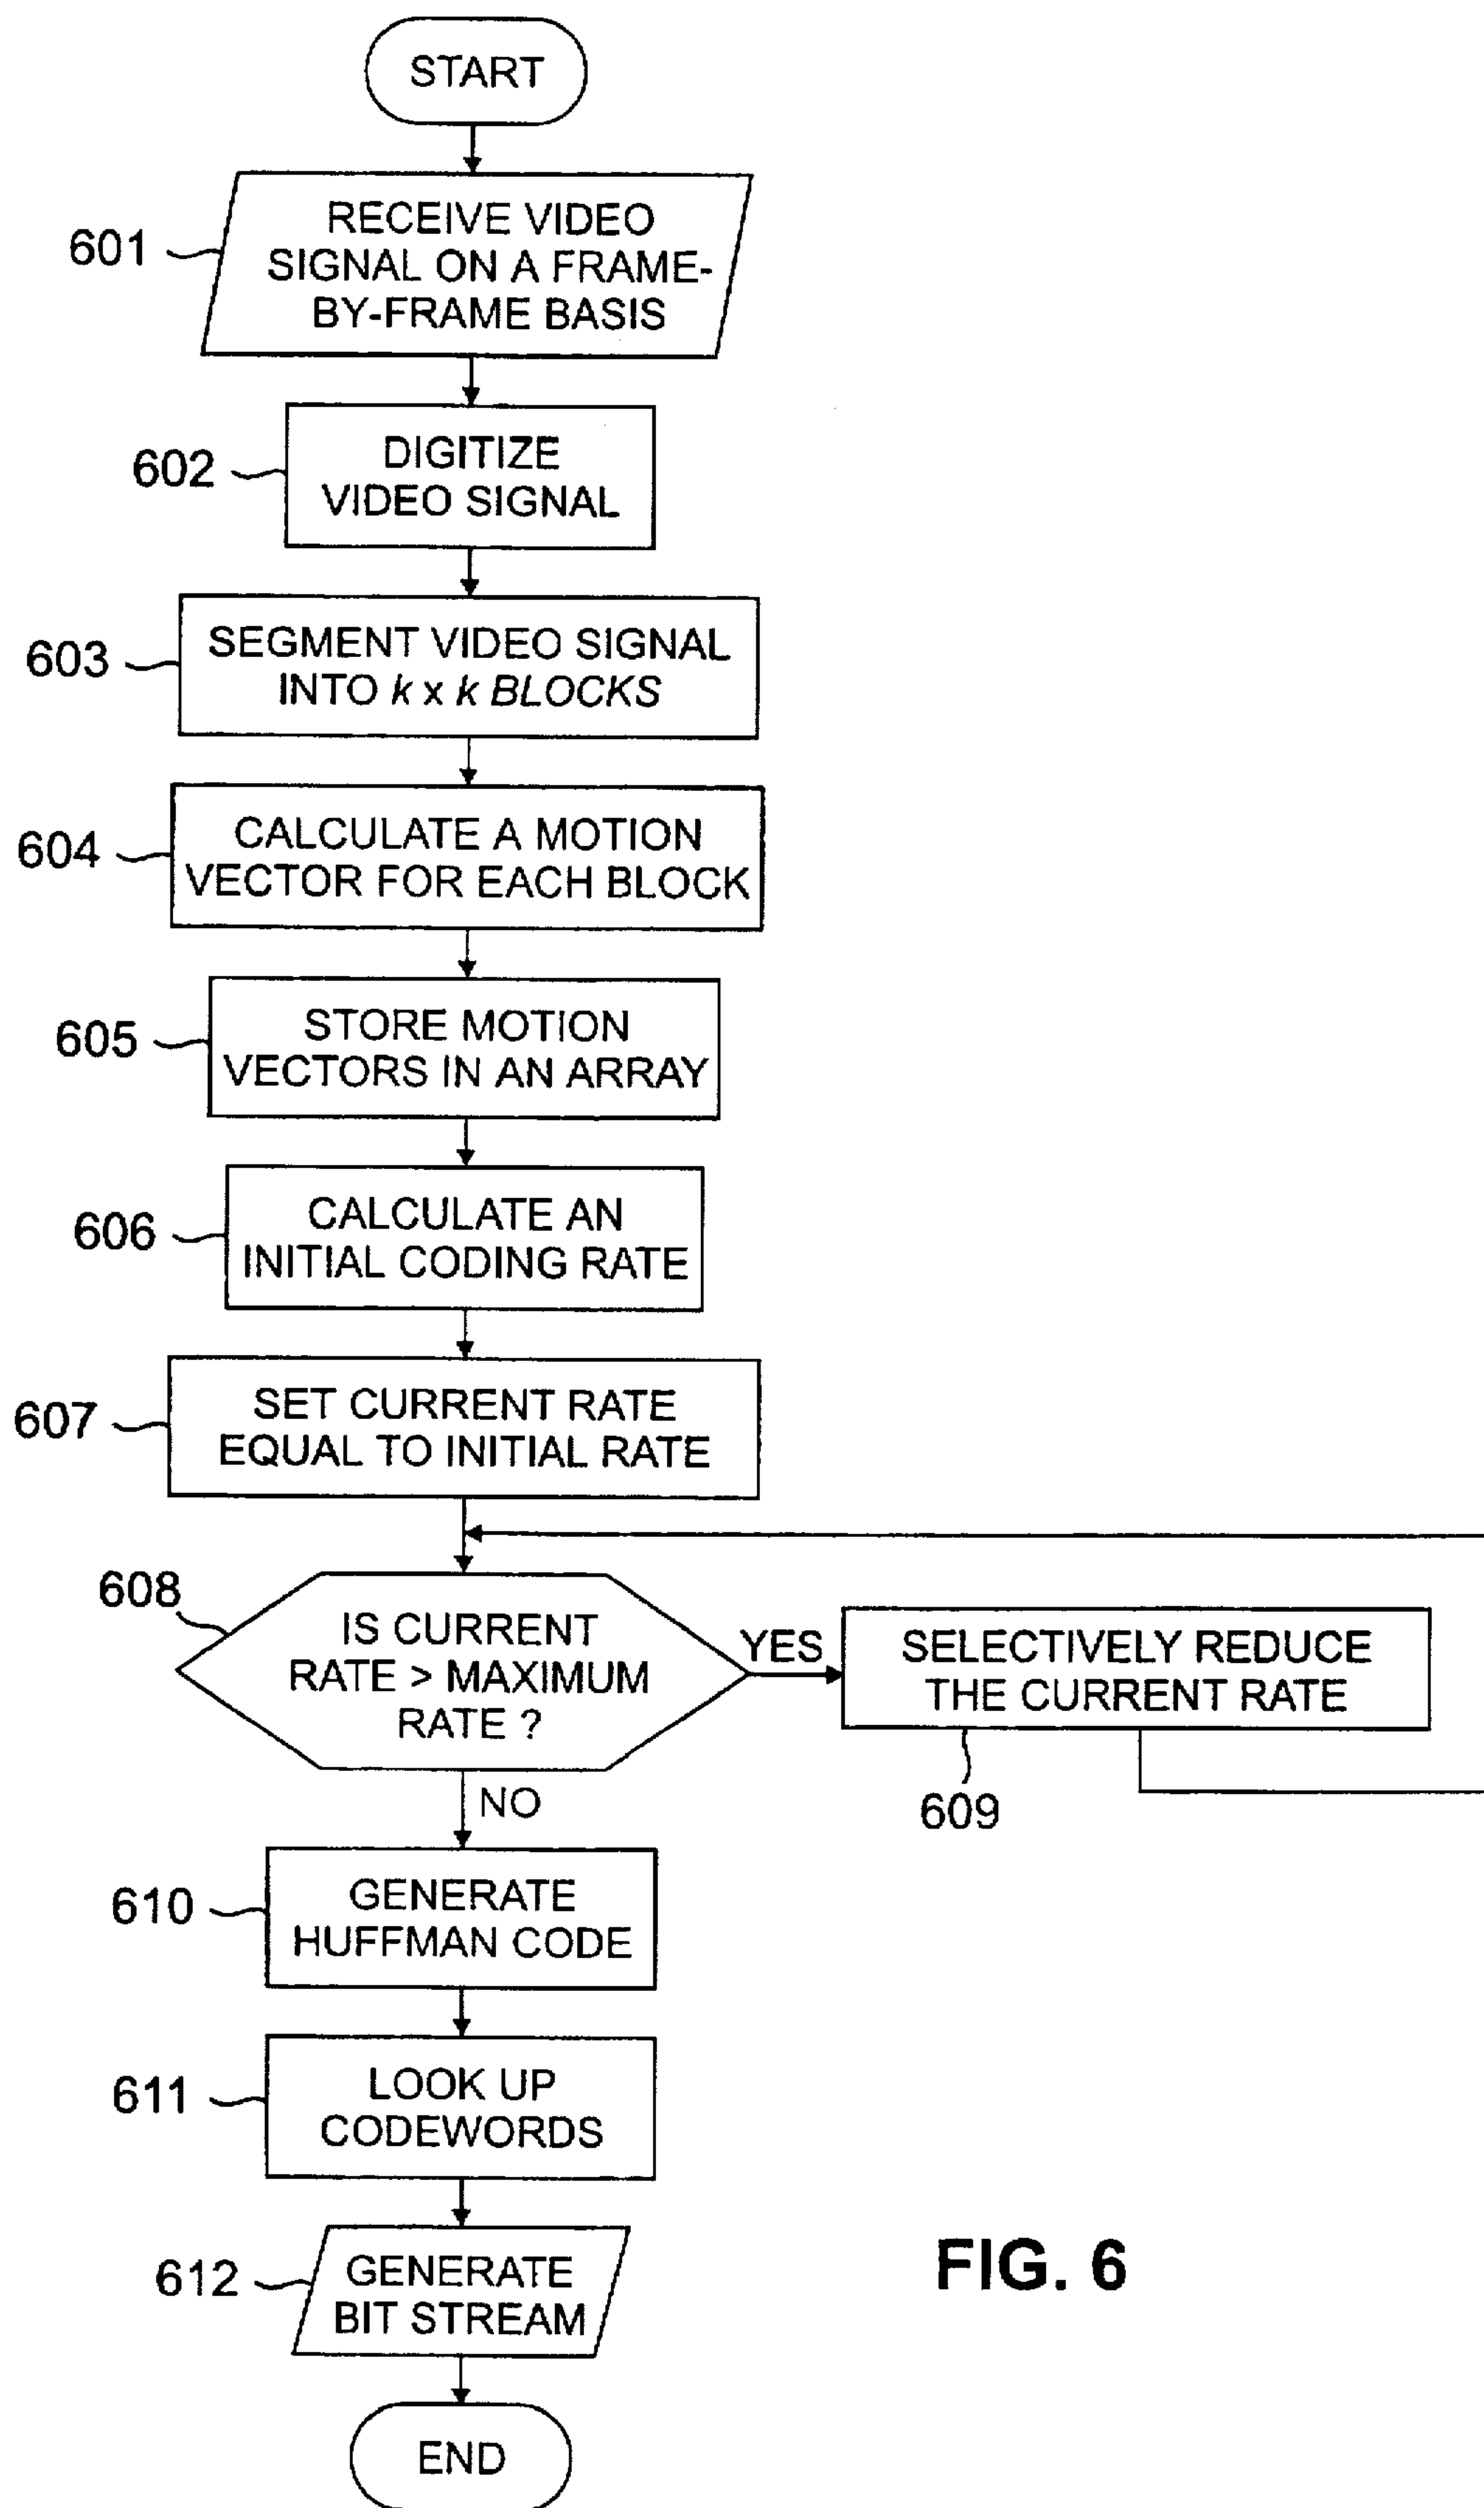 START
601
RECEIVE VIDEO
SIGNAL ON A FRAME-
BY-FRAME BASIS
602
DIGITIZE
VIDEO SIGNAL
603
SEGMENT VIDEO SIGNAL
INTO k x k BLOCKS
604
CALCULATE A MOTION
VECTOR FOR EACH BLOCK
605
STORE MOTION
VECTORS IN AN ARRAY
606
CALCULATE AN
INITIAL CODING RATE
607
SET CURRENT RATE
EQUAL TO INITIAL RATE
608
IS CURRENT
RATE > MAXIMUM
RATE ?
YES
SELECTIVELY REDUCE
THE CURRENT RATE
609
NO
610
GENERATE
HUFFMAN CODE
611
LOOK UP
CODEWORDS
612
GENERATE
BIT STREAM
FIG. 6
END